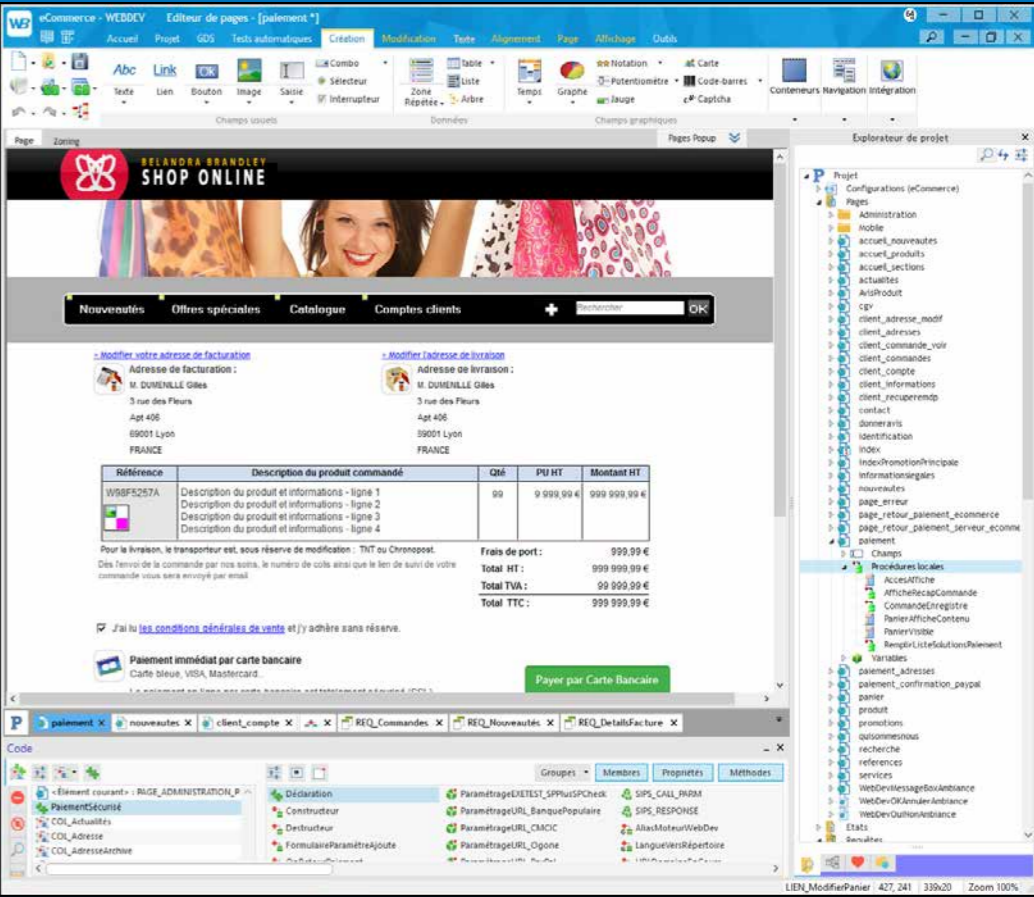 eCommerce - WEBDEV Editeur de pages - [paiement *]
Accueil Projet GDS Tests automatiques Création Modification Texte Alignement Page Affichage Outils
Abc Link OK
Texte Lien Bouton Image Saisie
Combo
Sélecteur
Interrupteur
Champs usuels
Zone Répétée
Table
Liste
Arbre
Données
Temps Graphe
Notation
Potentiomètre
Jauge
Carte
Code-barres
Captcha
Champs graphiques
Conteneurs Navigation Intégration
Page Zoning
Pages Popup
BELANDRA BRANDLEY
SHOP ONLINE
Nouveautés Offres spéciales Catalogue Comptes clients Rechercher OK
- Modifier votre adresse de facturation
Adresse de facturation :
M. DUMENILLE Gilles
3 rue des Fleurs
Apt 406
69001 Lyon
FRANCE
- Modifier l'adresse de livraison
Adresse de livraison :
M. DUMENILLE Gilles
3 rue des Fleurs
Apt 406
69001 Lyon
FRANCE
Référence Description du produit commandé Qté PU HT Montant HT
W98F5257A
Description du produit et informations - ligne 1
Description du produit et informations - ligne 2
Description du produit et informations - ligne 3
Description du produit et informations - ligne 4
99 9 999,99 € 999 999,99 €
Pour la livraison, le transporteur est, sous réserve de modification : TNT ou Chronopost.
Dès l'envoi de la commande par nos soins, le numéro de colis ainsi que le lien de suivi de votre
commande vous sera envoyé par email
Frais de port : 999,99 €
Total HT : 999 999,99 €
Total TVA : 99 999,99 €
Total TTC : 999 999,99 €
J'ai lu les conditions générales de vente et j'y adhère sans réserve.
Paiement immédiat par carte bancaire
Carte bleue, VISA, Mastercard...
Payer par Carte Bancaire
paiement X nouveautes X client_compte X REQ_Commandes X REQ_Nouveautés X REQ_DetailsFacture X
Code
Groupes Membres Propriétés Méthodes
<Élément courant> : PAGE_ADMINISTRATION_P
PaiementSécurisé
COL_Actualités
COL_Adresse
COL_AdresseArchive
Déclaration
Constructeur
Destructeur
FormulaireParamètreAjoute
ParamétrageEXETEST_SPPlusSPCheck
ParamétrageURL_BanquePopulaire
ParamétrageURL_CMCIC
ParamétrageURL_Ogone
SIPS_CALL_PARM
SIPS_RESPONSE
AliasMoteurWebDev
LangueVersRépertoire
Explorateur de projet
Projet
Configurations (eCommerce)
Pages
Administration
Mobile
accueil_nouveautes
accueil_produits
accueil_sections
actualités
AvisProduit
cgv
client_adresse_modif
client_adresses
client_commande_voir
client_commandes
client_compte
client_informations
client_recuperemdp
contact
donneravis
identification
index
IndexPromotionPrincipale
informationslegales
nouveautes
page_erreur
page_retour_paiement_ecommerce
page_retour_paiement_serveur_ecomme
paiement
Champs
Procédures locales
AccesAffiche
AfficheRecapCommande
CommandeEnregistre
PanierAfficheContenu
PanierVisible
RemplirListeSolutionsPaiement
Variables
paiement_adresses
paiement_confirmation_paypal
panier
produit
promotions
quisommesnous
recherche
references
services
WebDevMessageBoxAmbiance
WebDevOKAnnulerAmbiance
WebDevOuiNonAmbiance
Etats
Requêtes
LIEN_ModifierPanier 427, 241 339x20 Zoom 100%